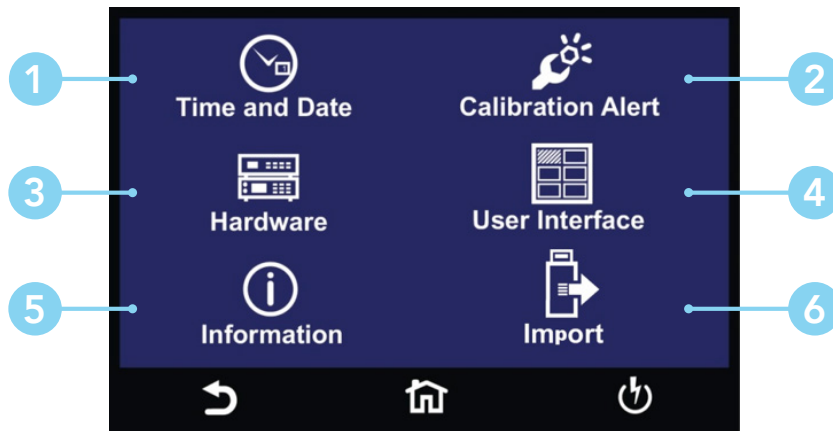 1
Time and Date
2
Calibration Alert
3
Hardware
4
User Interface
5
Information
6
Import